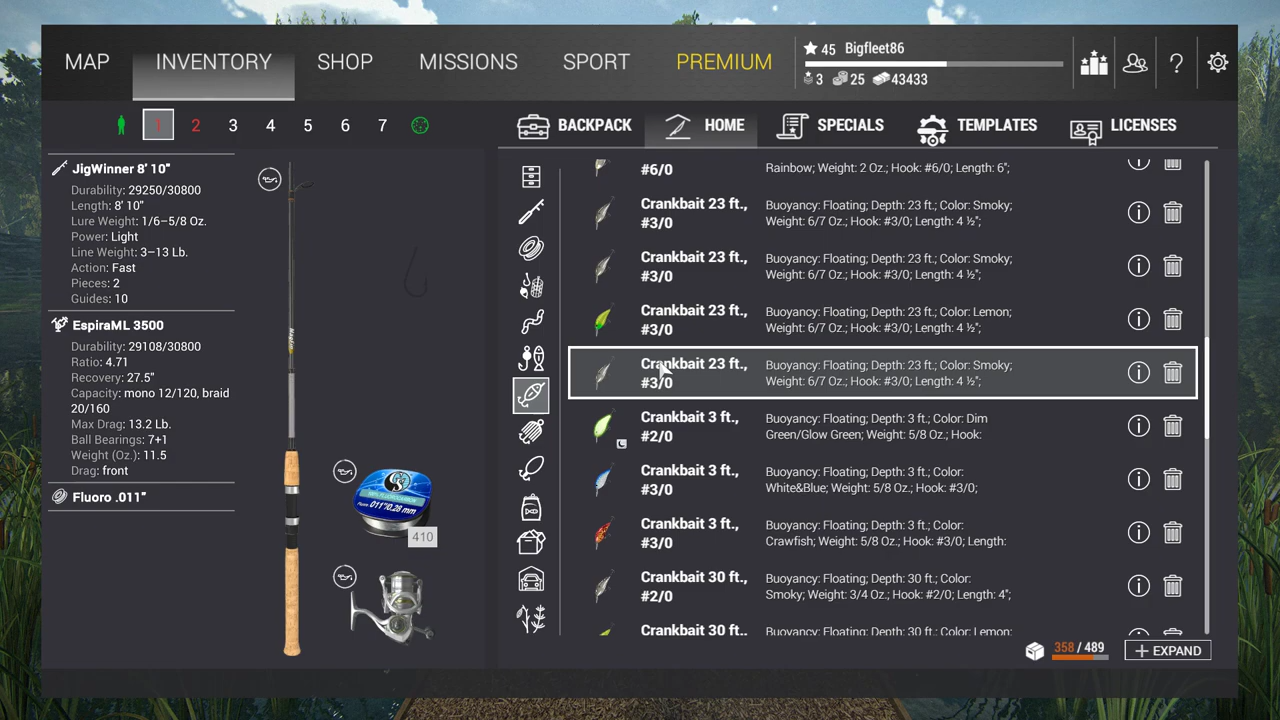 MAP
INVENTORY
SHOP
MISSIONS
SPORT
PREMIUM
45 Bigfleet86
3 25 43433
1 2 3 4 5 6 7
BACKPACK
HOME
SPECIALS
TEMPLATES
LICENSES
JigWinner 8' 10"
Durability: 29250/30800
Length: 8' 10"
Lure Weight: 1/6–5/8 Oz.
Power: Light
Line Weight: 3–13 Lb.
Action: Fast
Pieces: 2
Guides: 10
EspiraML 3500
Durability: 29108/30800
Ratio: 4.71
Recovery: 27.5"
Capacity: mono 12/120, braid
20/160
Max Drag: 13.2 Lb.
Ball Bearings: 7+1
Weight (Oz.): 11.5
Drag: front
Fluoro .011"
011"/0.28 mm
410
#6/0
Rainbow; Weight: 2 Oz.; Hook: #6/0; Length: 6";
Crankbait 23 ft.,
#3/0
Buoyancy: Floating; Depth: 23 ft.; Color: Smoky;
Weight: 6/7 Oz.; Hook: #3/0; Length: 4 ½";
Crankbait 23 ft.,
#3/0
Buoyancy: Floating; Depth: 23 ft.; Color: Smoky;
Weight: 6/7 Oz.; Hook: #3/0; Length: 4 ½";
Crankbait 23 ft.,
#3/0
Buoyancy: Floating; Depth: 23 ft.; Color: Lemon;
Weight: 6/7 Oz.; Hook: #3/0; Length: 4 ½";
Crankbait 23 ft.,
#3/0
Buoyancy: Floating; Depth: 23 ft.; Color: Smoky;
Weight: 6/7 Oz.; Hook: #3/0; Length: 4 ½";
Crankbait 3 ft.,
#2/0
Buoyancy: Floating; Depth: 3 ft.; Color: Dim
Green/Glow Green; Weight: 5/8 Oz.; Hook:
Crankbait 3 ft.,
#3/0
Buoyancy: Floating; Depth: 3 ft.; Color:
White&Blue; Weight: 5/8 Oz.; Hook: #3/0;
Crankbait 3 ft.,
#3/0
Buoyancy: Floating; Depth: 3 ft.; Color:
Crawfish; Weight: 5/8 Oz.; Hook: #3/0; Length:
Crankbait 30 ft.,
#2/0
Buoyancy: Floating; Depth: 30 ft.; Color:
Smoky; Weight: 3/4 Oz.; Hook: #2/0; Length: 4";
Crankbait 30 ft.,
Buoyancy: Floating; Depth: 30 ft.; Color: Lemon;
358 / 489
+ EXPAND